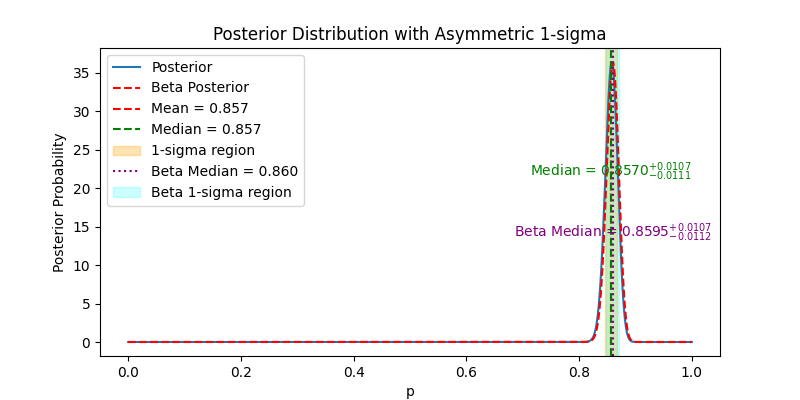 Posterior Distribution with Asymmetric 1-sigma
Posterior
Beta Posterior
Mean = 0.857
Median = 0.857
1-sigma region
Beta Median = 0.860
Beta 1-sigma region
Median = 0.8570 +0.0107 −0.0111
Beta Median = 0.8595 +0.0107 −0.0112
Posterior Probability
35
30
25
20
15
10
5
0
0.0 0.2 0.4 0.6 0.8 1.0
p